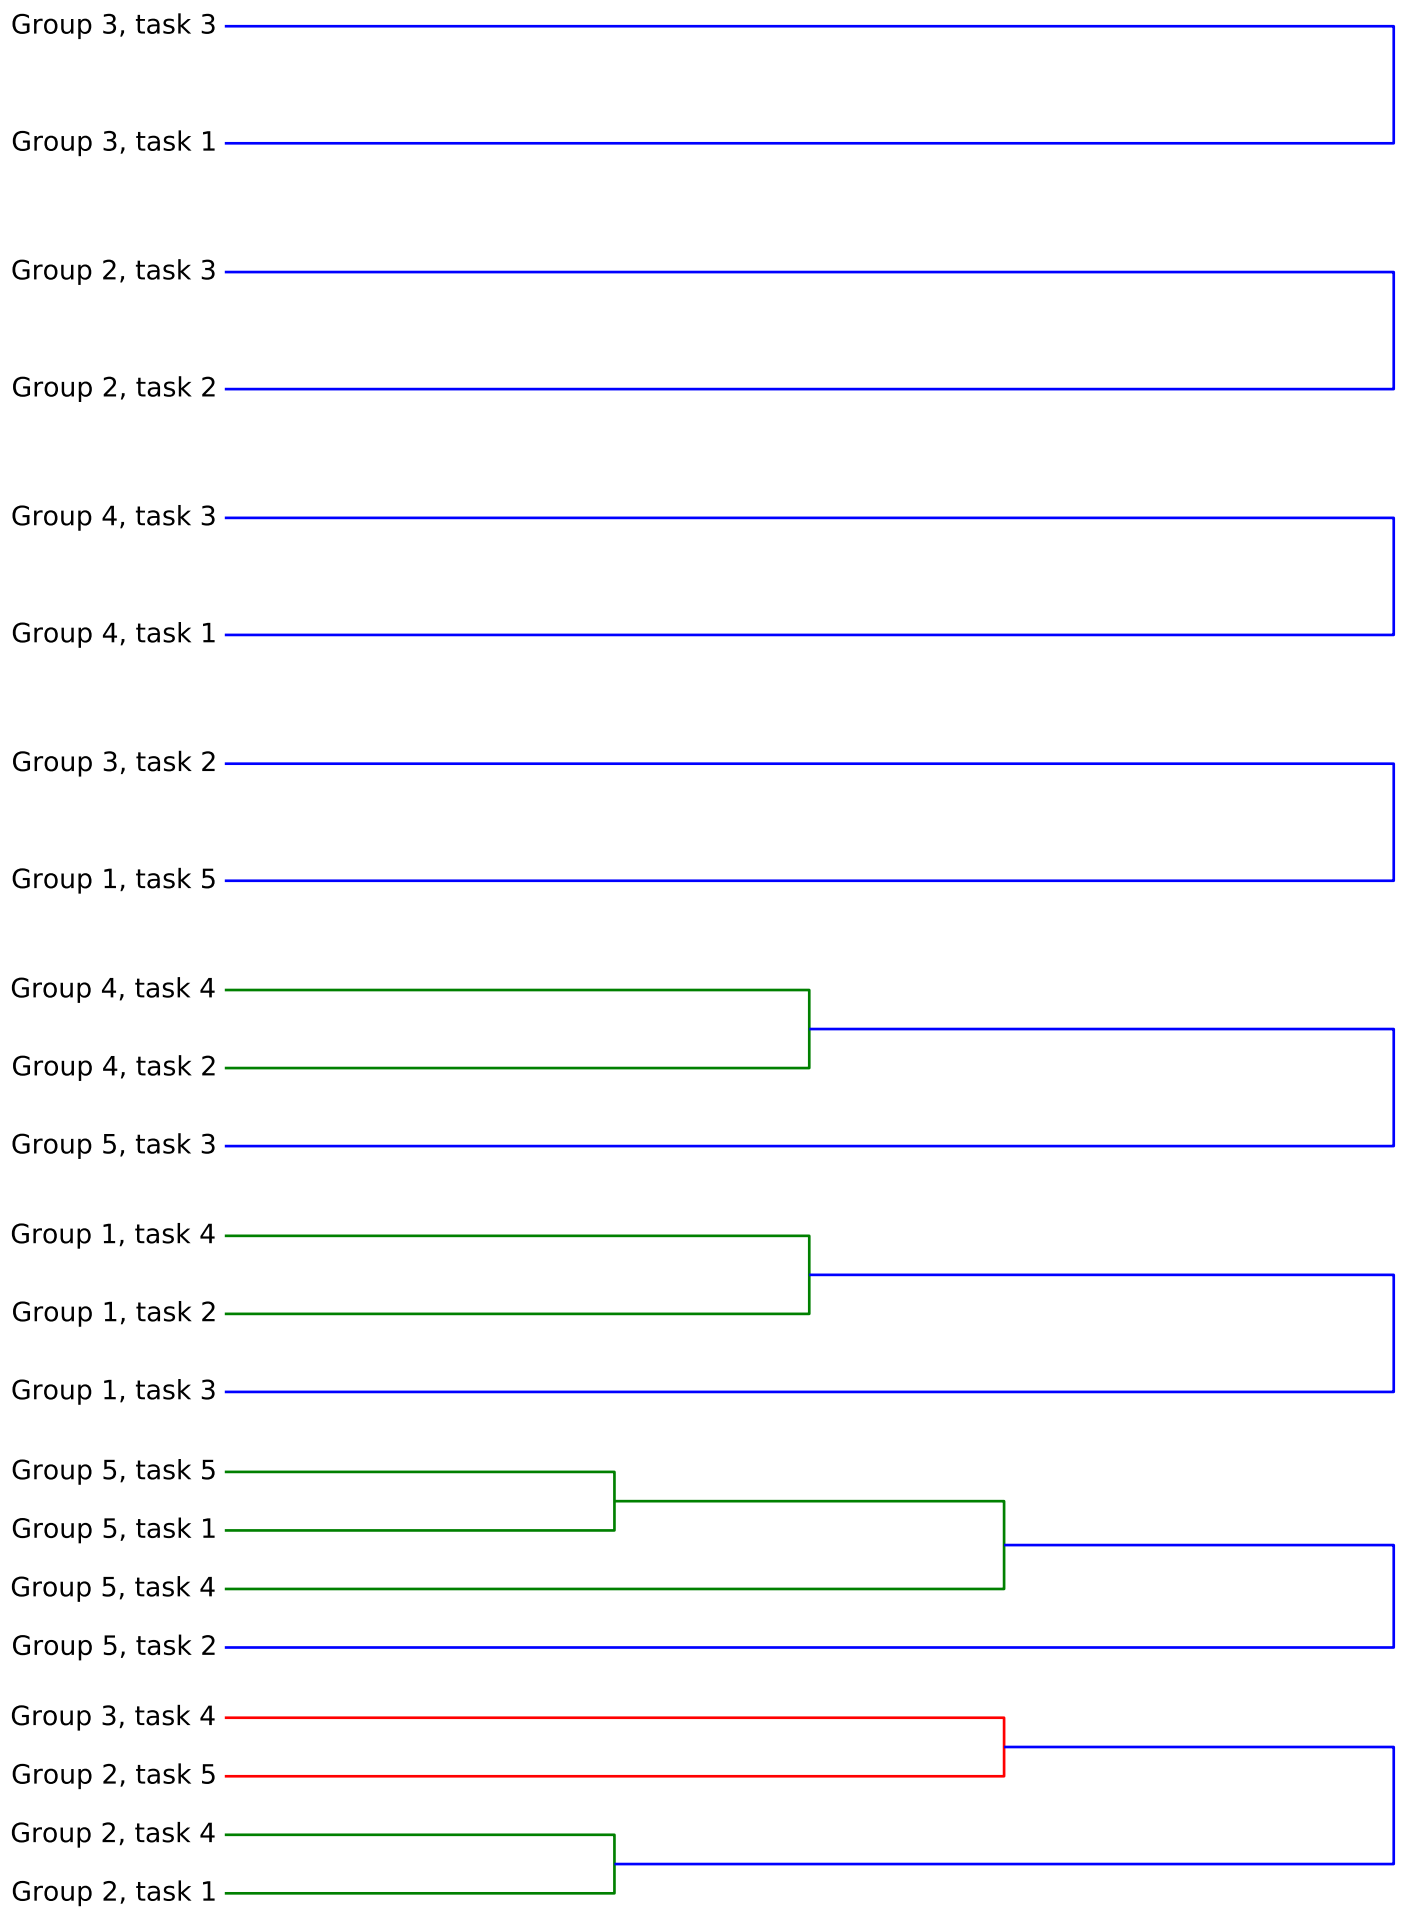 Group 3, task 3
Group 3, task 1
Group 2, task 3
Group 2, task 2
Group 4, task 3
Group 4, task 1
Group 3, task 2
Group 1, task 5
Group 4, task 4
Group 4, task 2
Group 5, task 3
Group 1, task 4
Group 1, task 2
Group 1, task 3
Group 5, task 5
Group 5, task 1
Group 5, task 4
Group 5, task 2
Group 3, task 4
Group 2, task 5
Group 2, task 4
Group 2, task 1